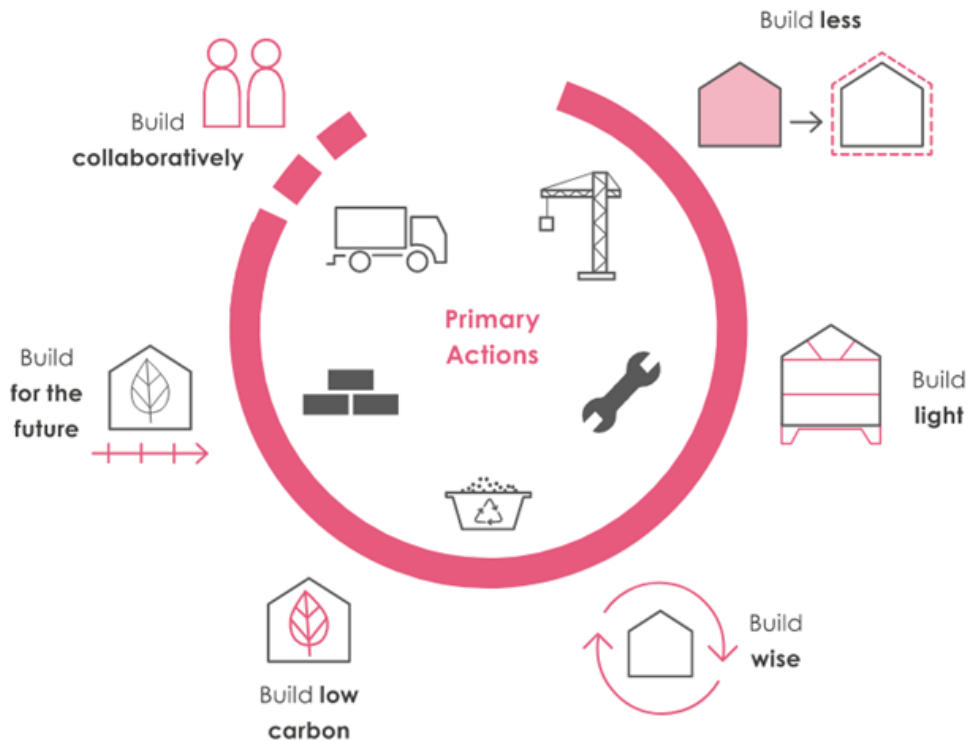 Build less
Build
collaboratively
Primary
Actions
Build
for the
future
Build
light
Build
wise
Build low
carbon